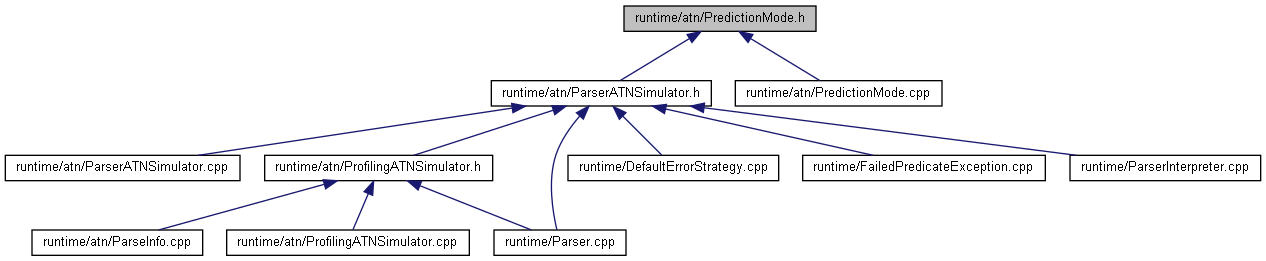 runtime/atn/PredictionMode.h
runtime/atn/ParserATNSimulator.h
runtime/atn/PredictionMode.cpp
runtime/atn/ParserATNSimulator.cpp
runtime/atn/ProfilingATNSimulator.h
runtime/DefaultErrorStrategy.cpp
runtime/FailedPredicateException.cpp
runtime/ParserInterpreter.cpp
runtime/atn/ParseInfo.cpp
runtime/atn/ProfilingATNSimulator.cpp
runtime/Parser.cpp